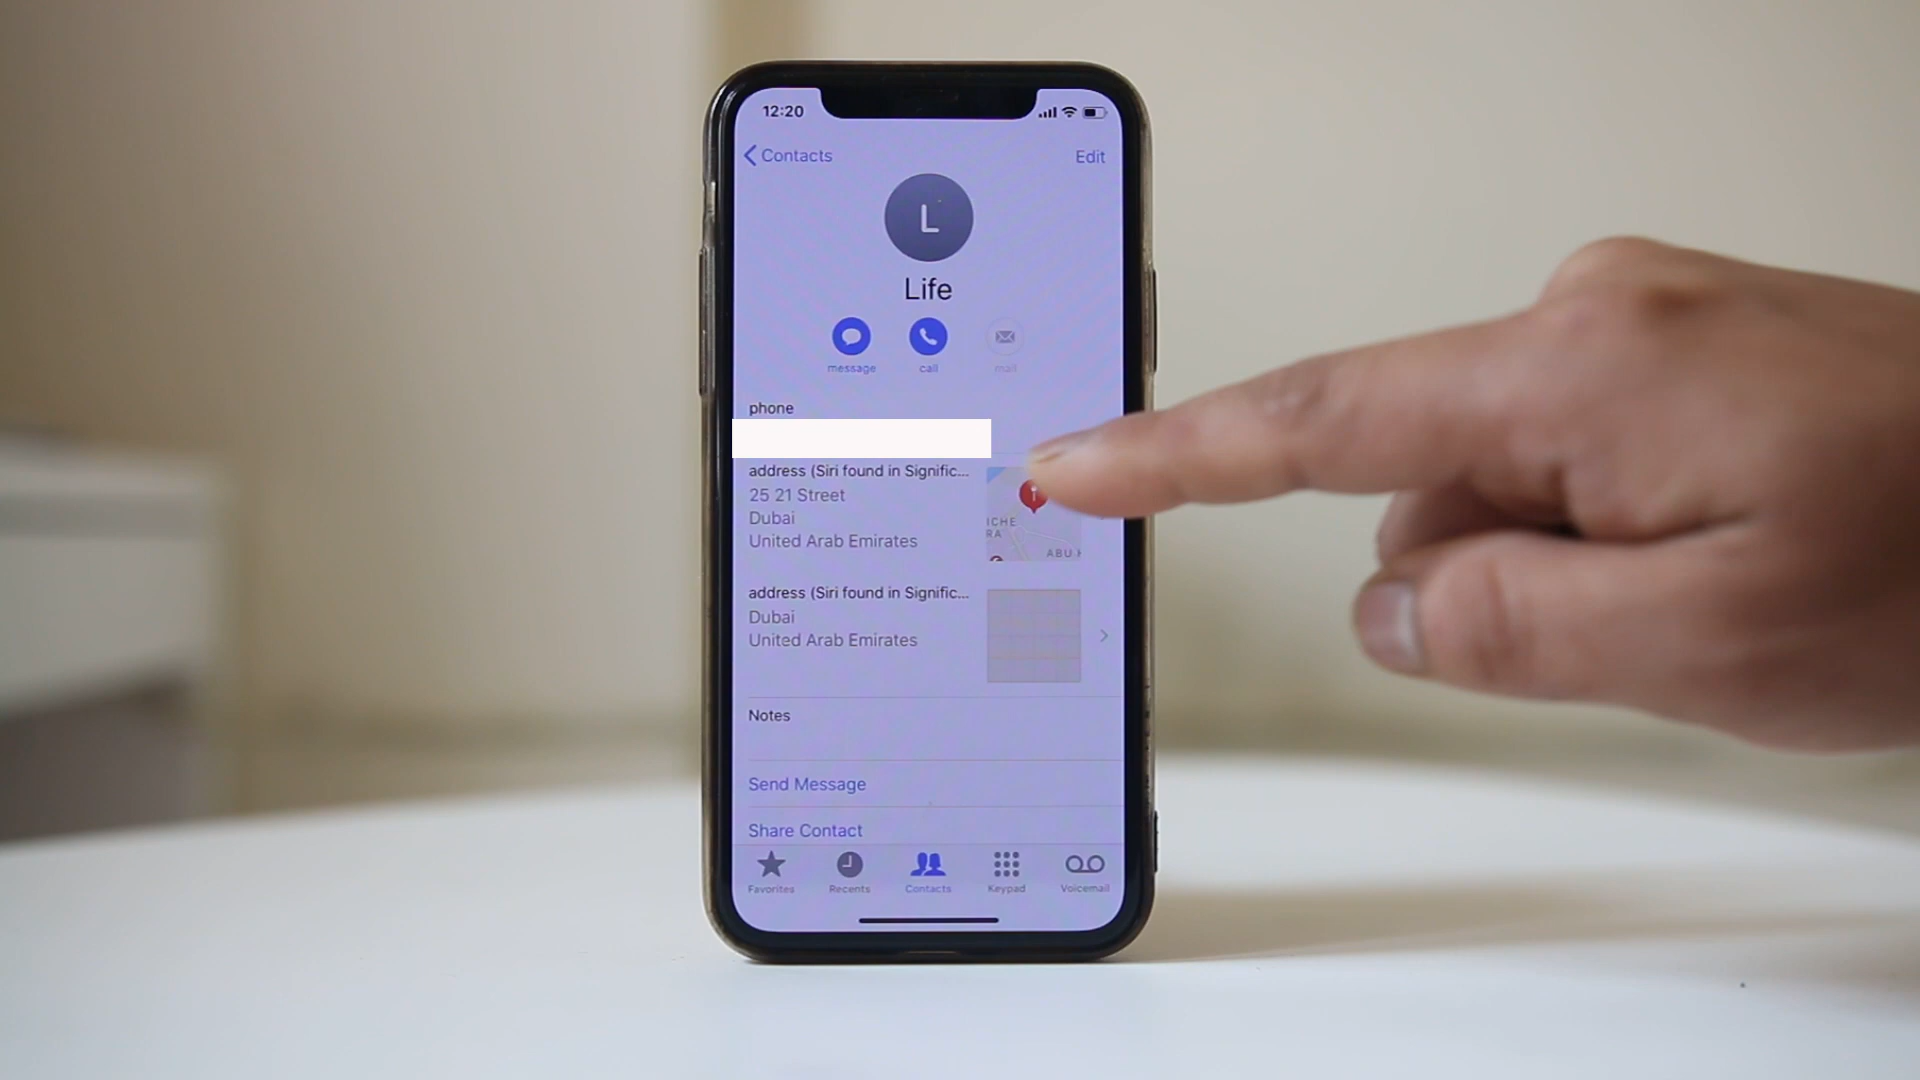 12:20
Contacts
Edit
L
Life
message
call
mail
phone
address (Siri found in Signific...
25 21 Street
Dubai
United Arab Emirates
ICHE
RA
ABU H
address (Siri found in Signific...
Dubai
United Arab Emirates
Notes
Send Message
Share Contact
Favorites
Recents
Contacts
Keypad
Voicemail